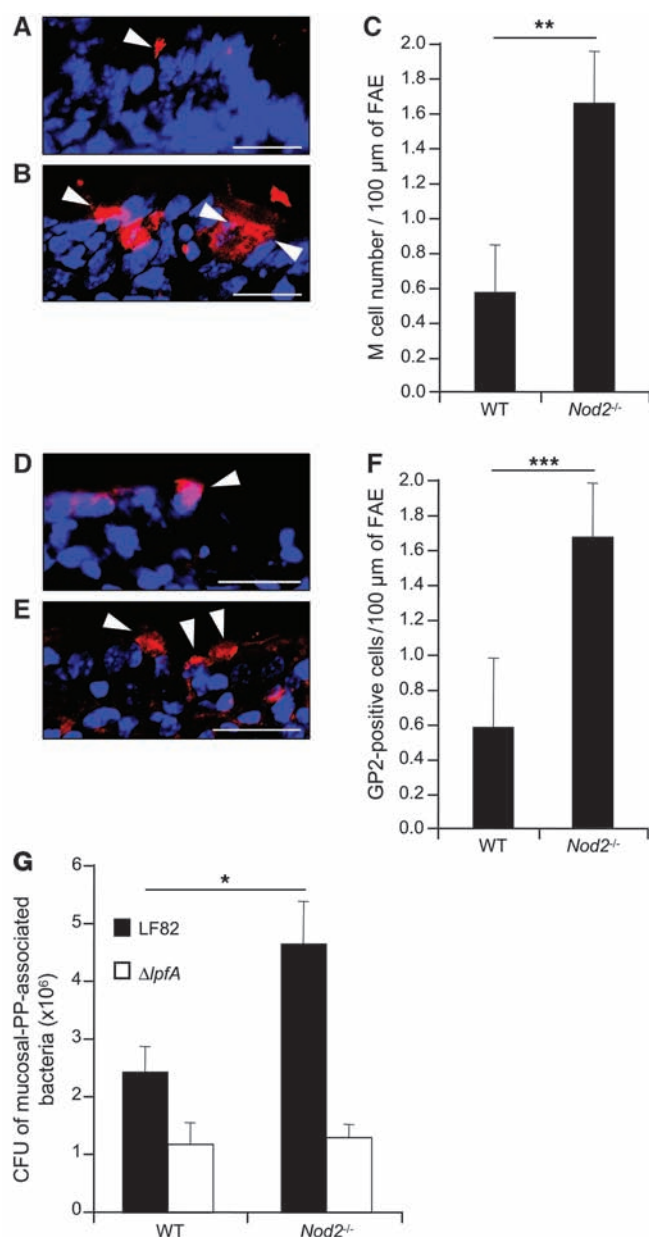 A
B
C
**
M cell number / 100 µm of FAE
2.0
1.8
1.6
1.4
1.2
1.0
0.8
0.6
0.4
0.2
0.0
WT
Nod2-/-
D
E
F
***
GP2-positive cells/100 µm of FAE
2.0
1.8
1.6
1.4
1.2
1.0
0.8
0.6
0.4
0.2
0.0
WT
Nod2-/-
G
*
CFU of mucosal-PP-associated
bacteria (x10⁶)
6
5
4
3
2
1
0
LF82
ΔlpfA
WT
Nod2-/-